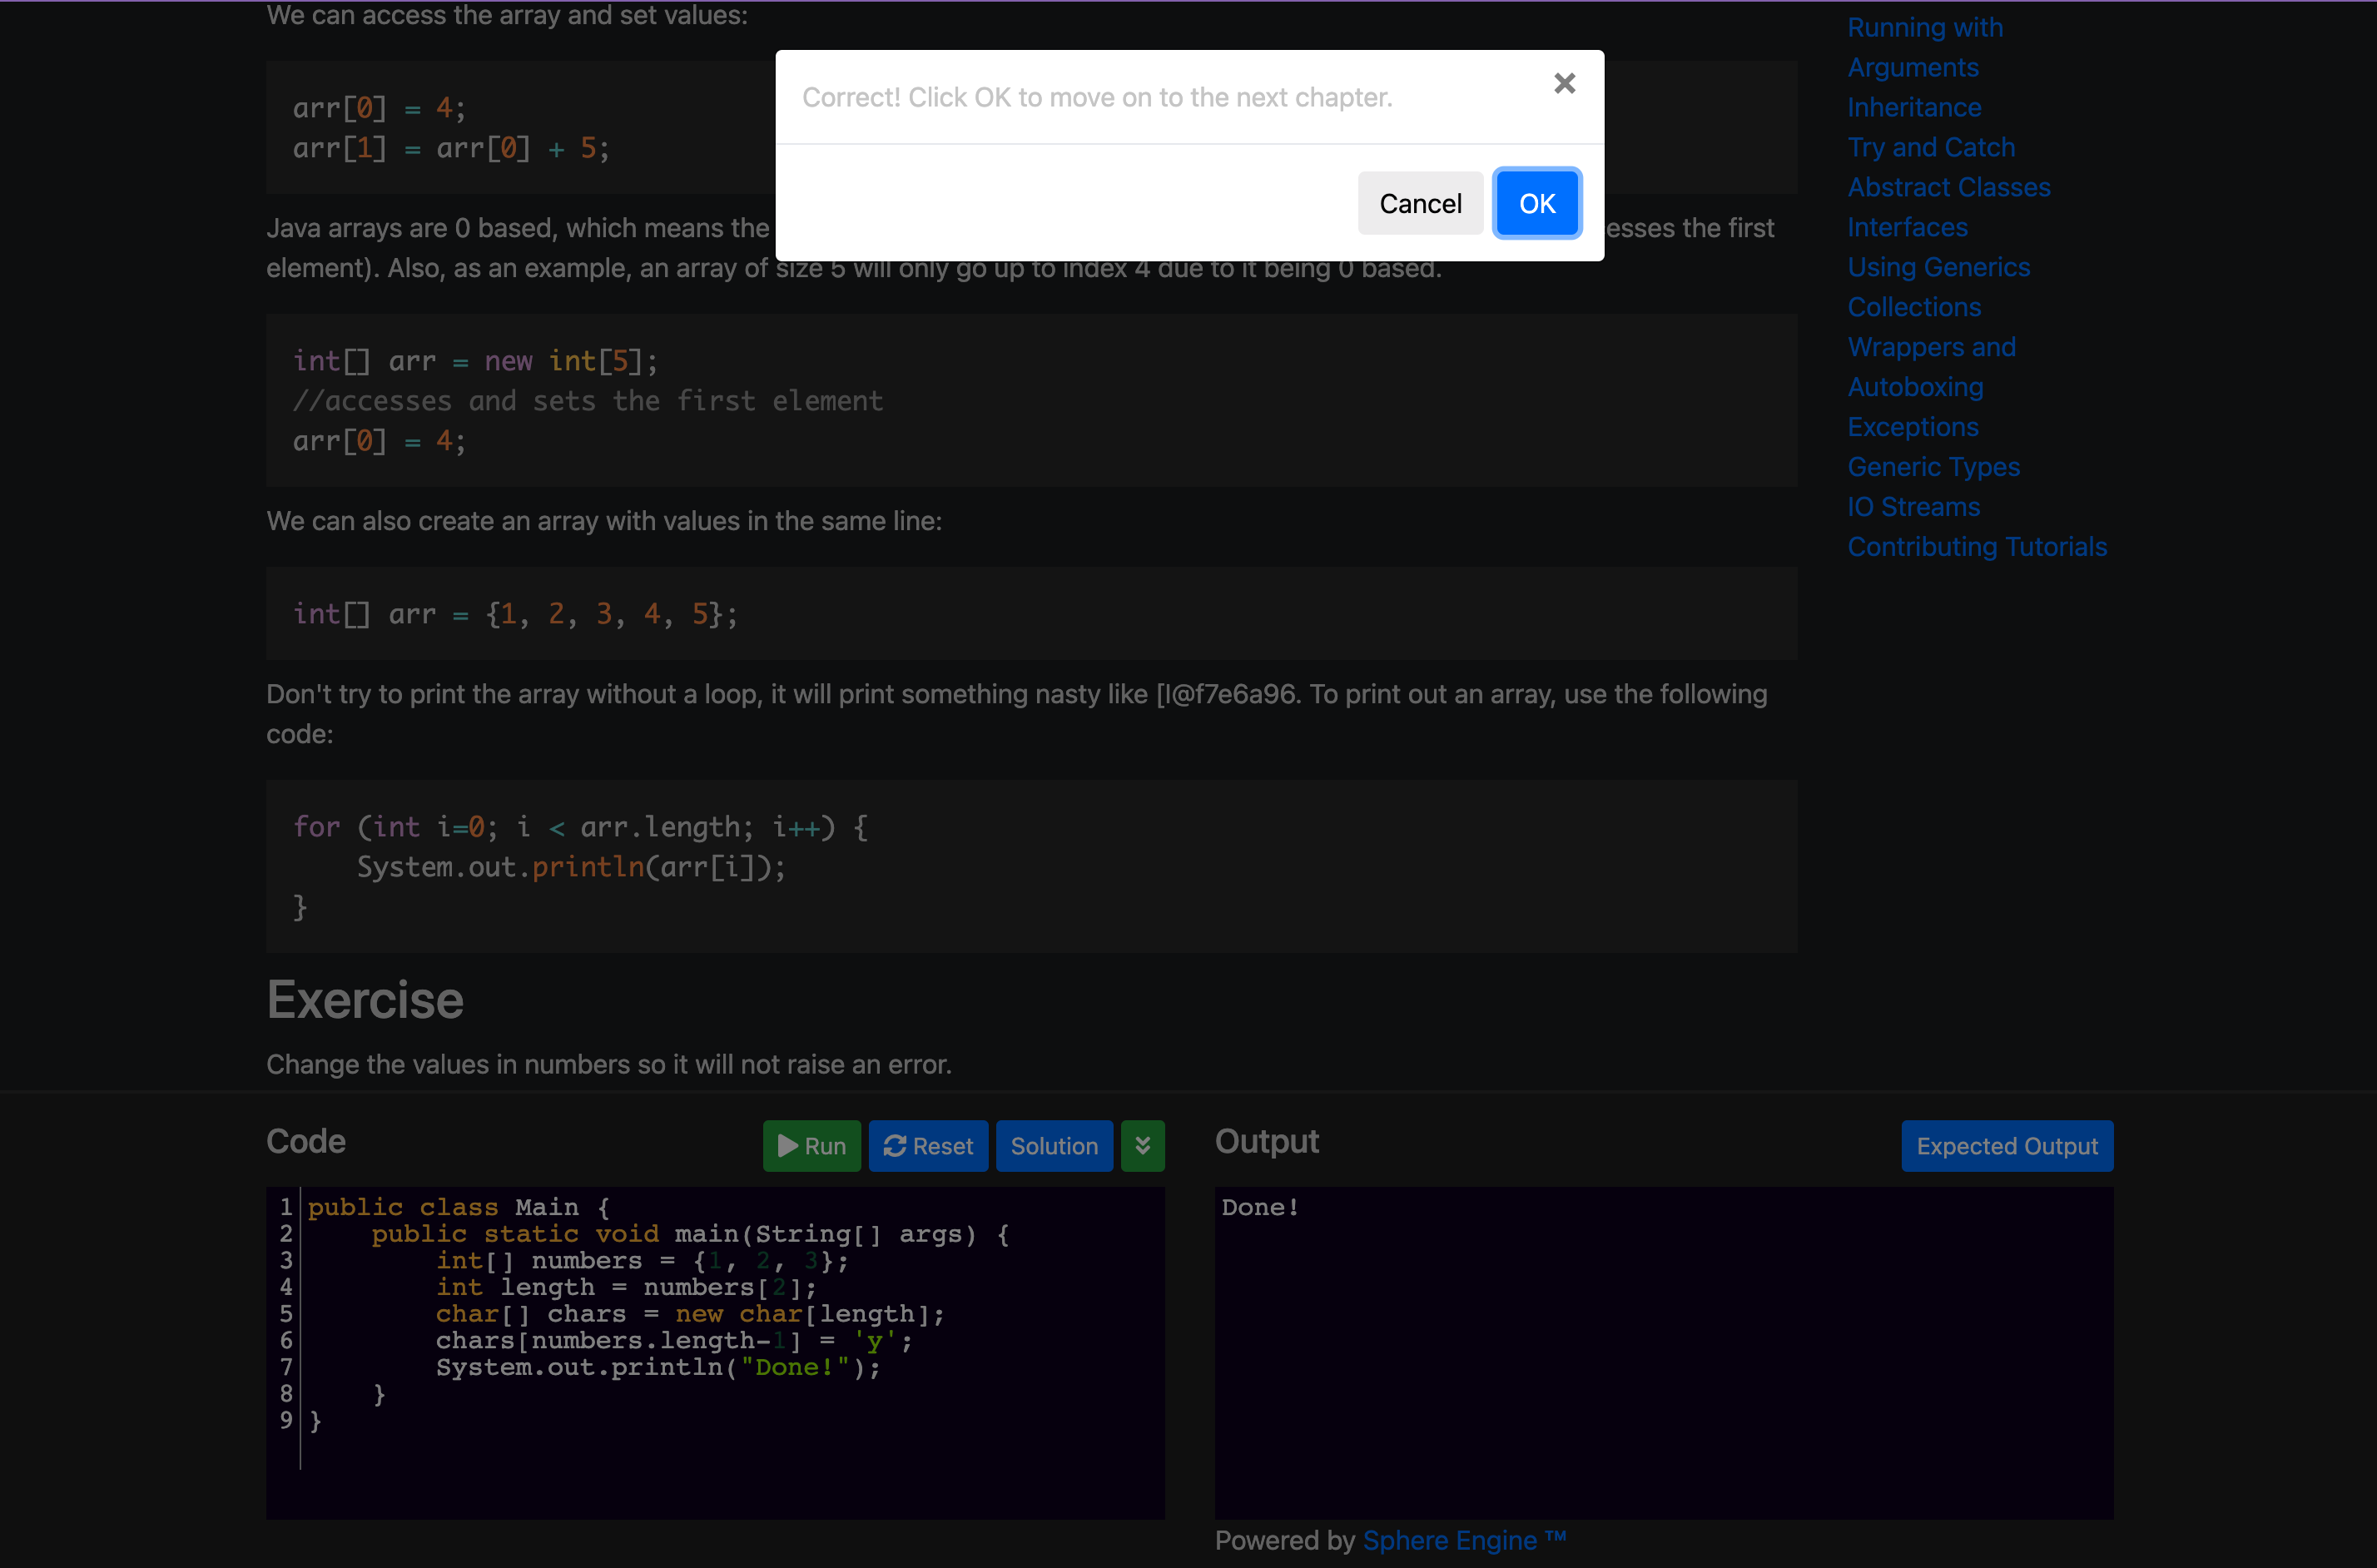 We can access the array and set values:
Correct! Click OK to move on to the next chapter.
Cancel
OK
arr[0] = 4;
arr[1] = arr[0] + 5;
Java arrays are 0 based, which means the
esses the first
element). Also, as an example, an array of size 5 will only go up to index 4 due to it being 0 based.
int[] arr = new int[5];
//accesses and sets the first element
arr[0] = 4;
We can also create an array with values in the same line:
int[] arr = {1, 2, 3, 4, 5};
Don't try to print the array without a loop, it will print something nasty like [I@f7e6a96. To print out an array, use the following
code:
for (int i=0; i < arr.length; i++) {
    System.out.println(arr[i]);
}
Exercise
Change the values in numbers so it will not raise an error.
Running with
Arguments
Inheritance
Try and Catch
Abstract Classes
Interfaces
Using Generics
Collections
Wrappers and
Autoboxing
Exceptions
Generic Types
IO Streams
Contributing Tutorials
Code
Run
Reset
Solution
1 public class Main {
2     public static void main(String[] args) {
3         int[] numbers = {1, 2, 3};
4         int length = numbers[2];
5         char[] chars = new char[length];
6         chars[numbers.length-1] = 'y';
7         System.out.println("Done!");
8     }
9 }
Output
Expected Output
Done!
Powered by Sphere Engine ™